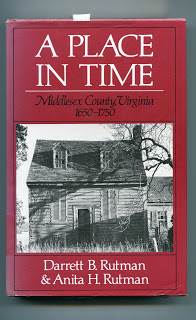 A PLACE
IN TIME
Middlesex County, Virginia
1650–1750
Darrett B. Rutman
& Anita H. Rutman